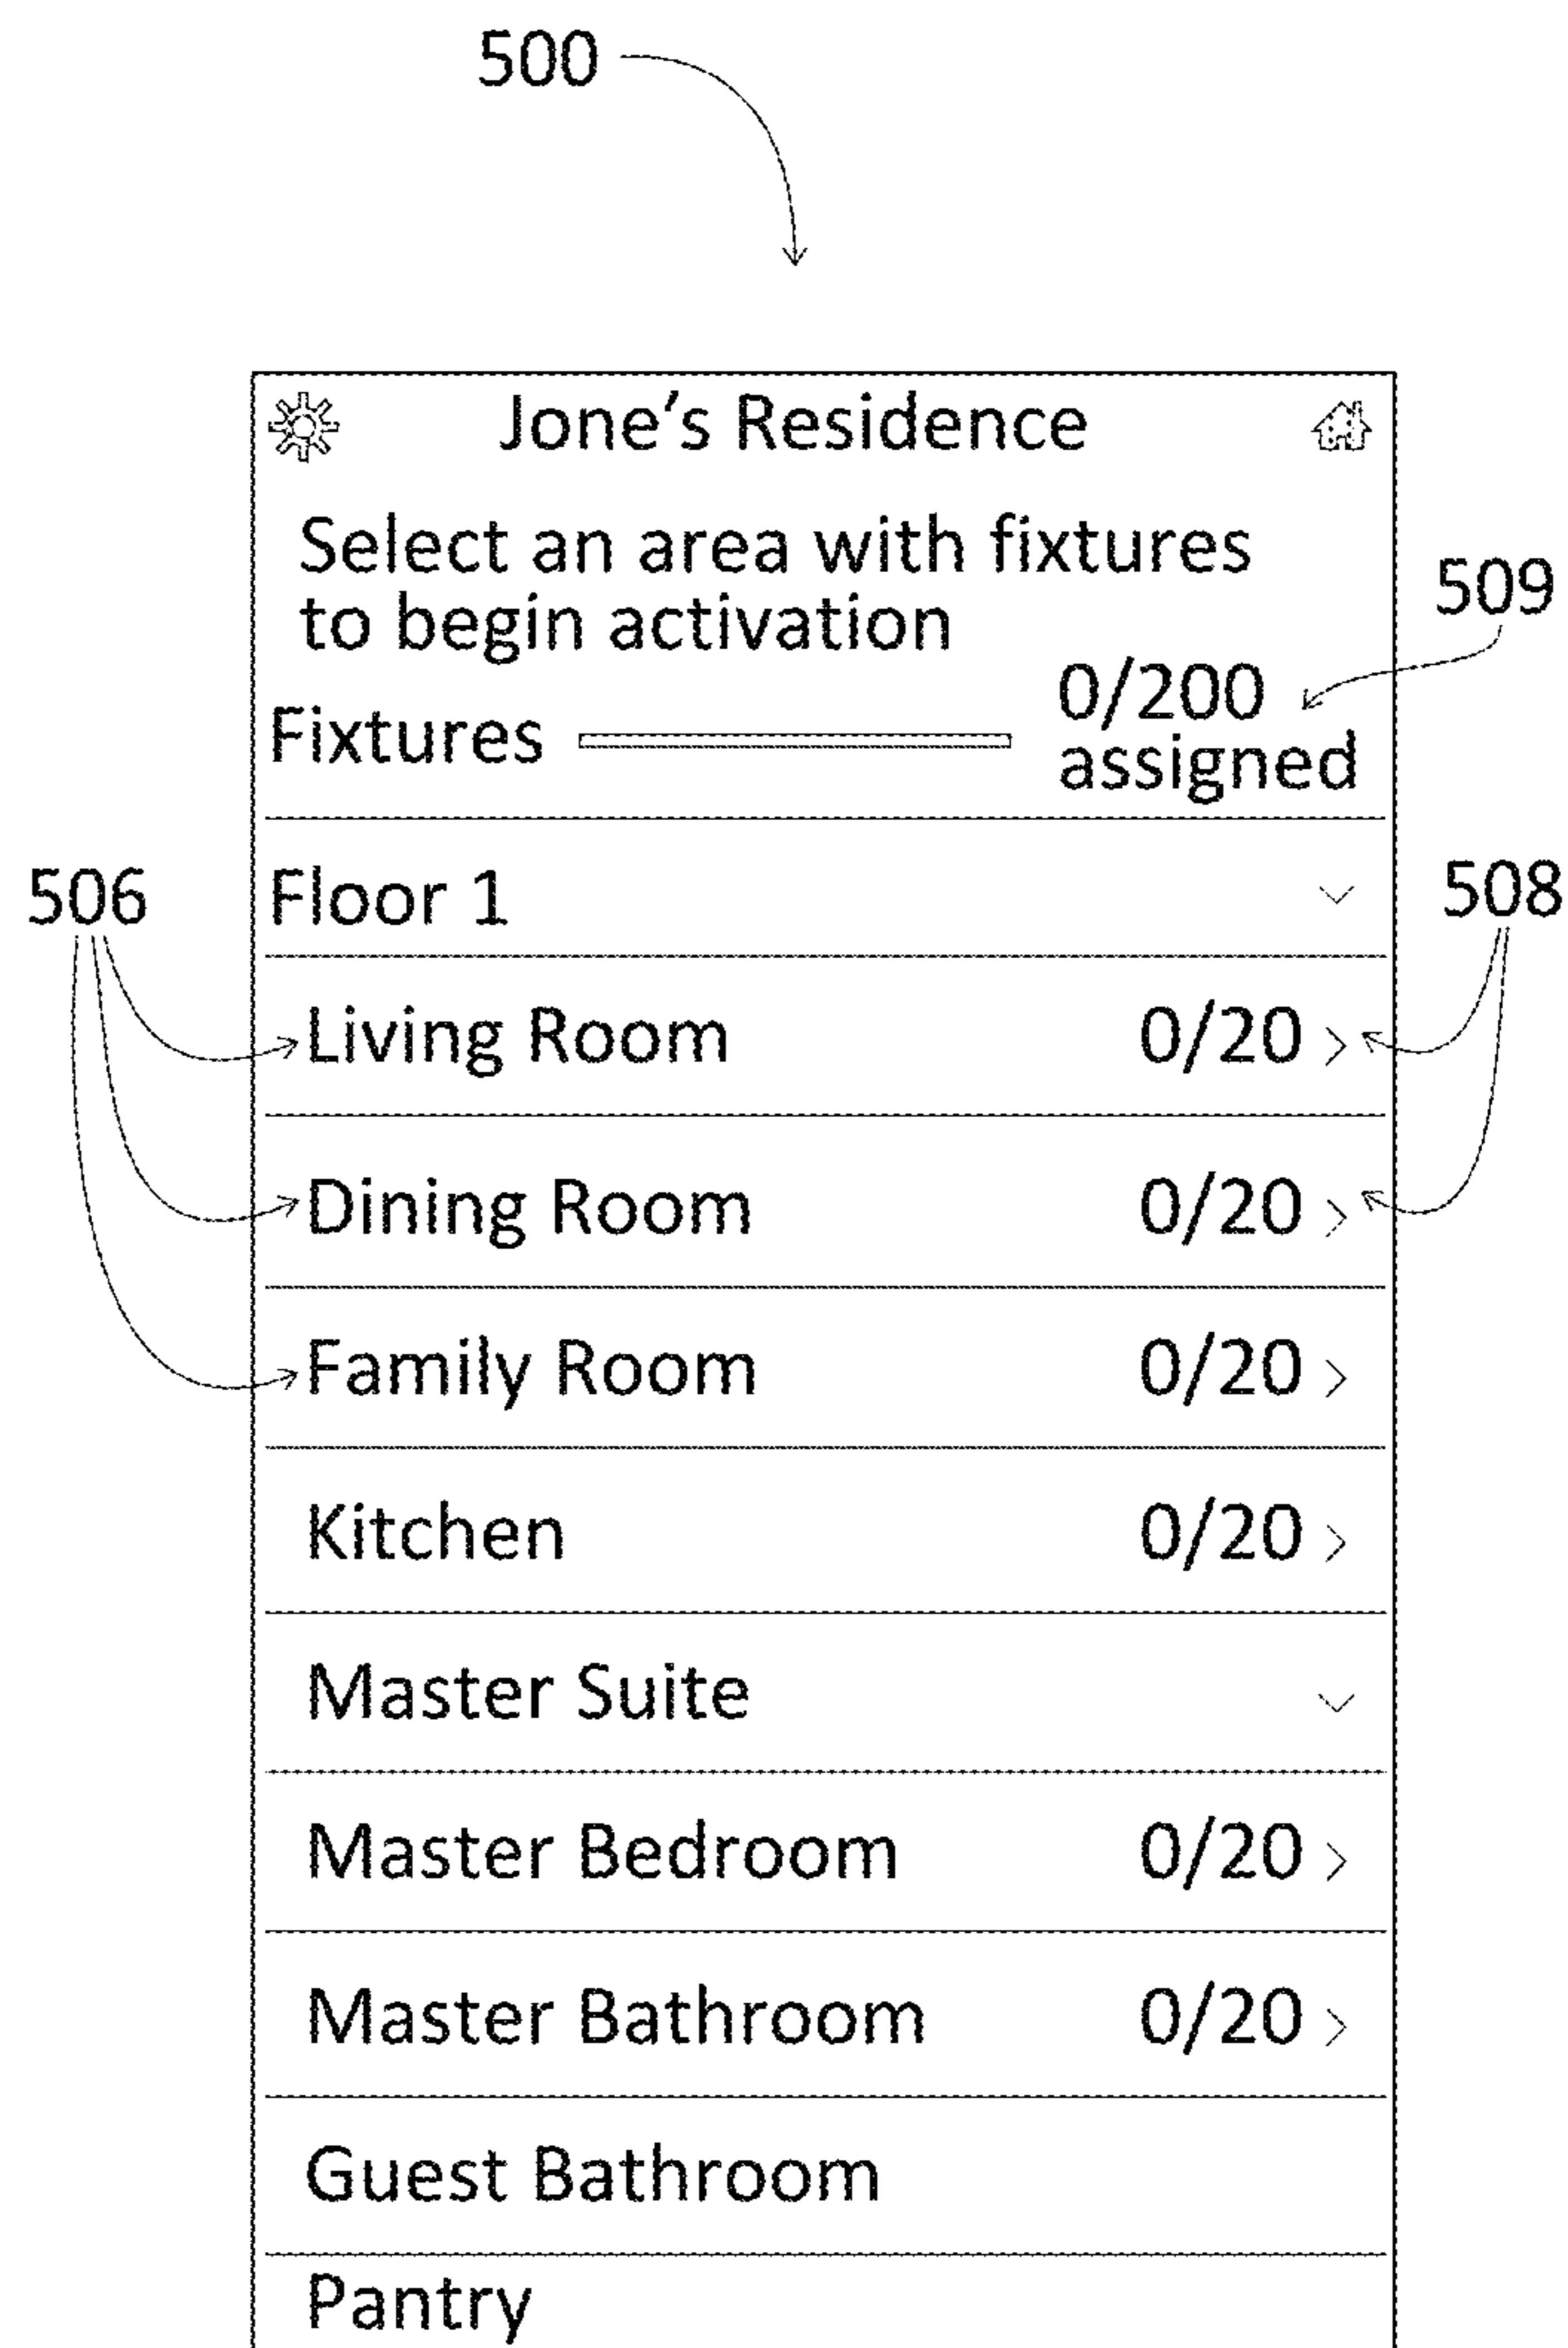 500
Jone's Residence
Select an area with fixtures
to begin activation
509
Fixtures
0/200
assigned
506
Floor 1
508
Living Room 0/20 >
Dining Room 0/20 >
Family Room 0/20 >
Kitchen 0/20 >
Master Suite
Master Bedroom 0/20 >
Master Bathroom 0/20 >
Guest Bathroom
Pantry